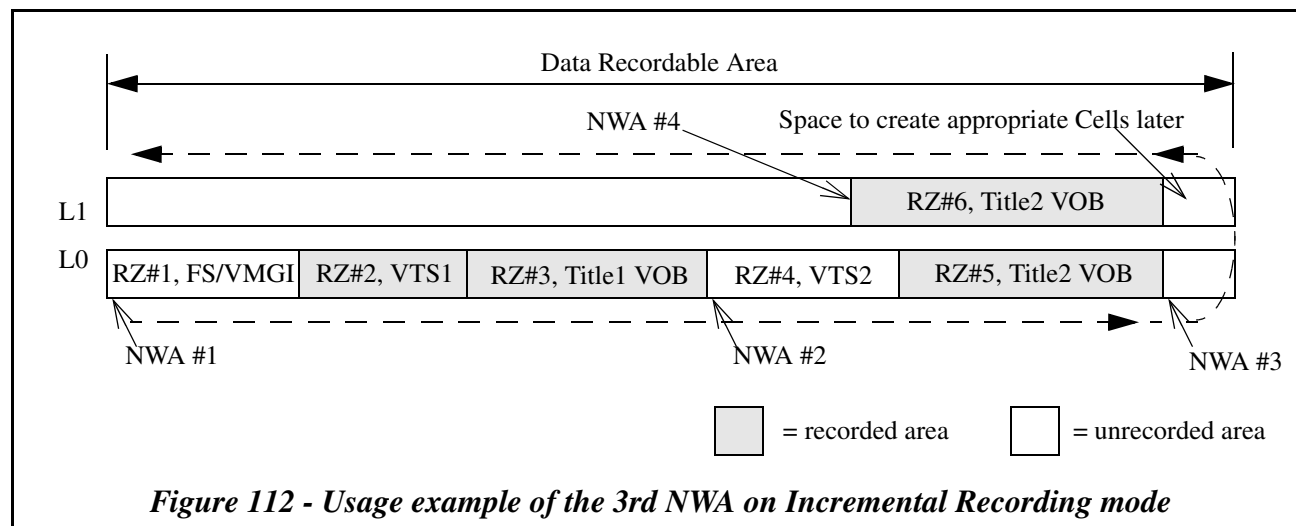 Data Recordable Area
NWA #4
Space to create appropriate Cells later
L1
RZ#6, Title2 VOB
L0
RZ#1, FS/VMGI
RZ#2, VTS1
RZ#3, Title1 VOB
RZ#4, VTS2
RZ#5, Title2 VOB
NWA #1
NWA #2
NWA #3
= recorded area
= unrecorded area
Figure 112 - Usage example of the 3rd NWA on Incremental Recording mode